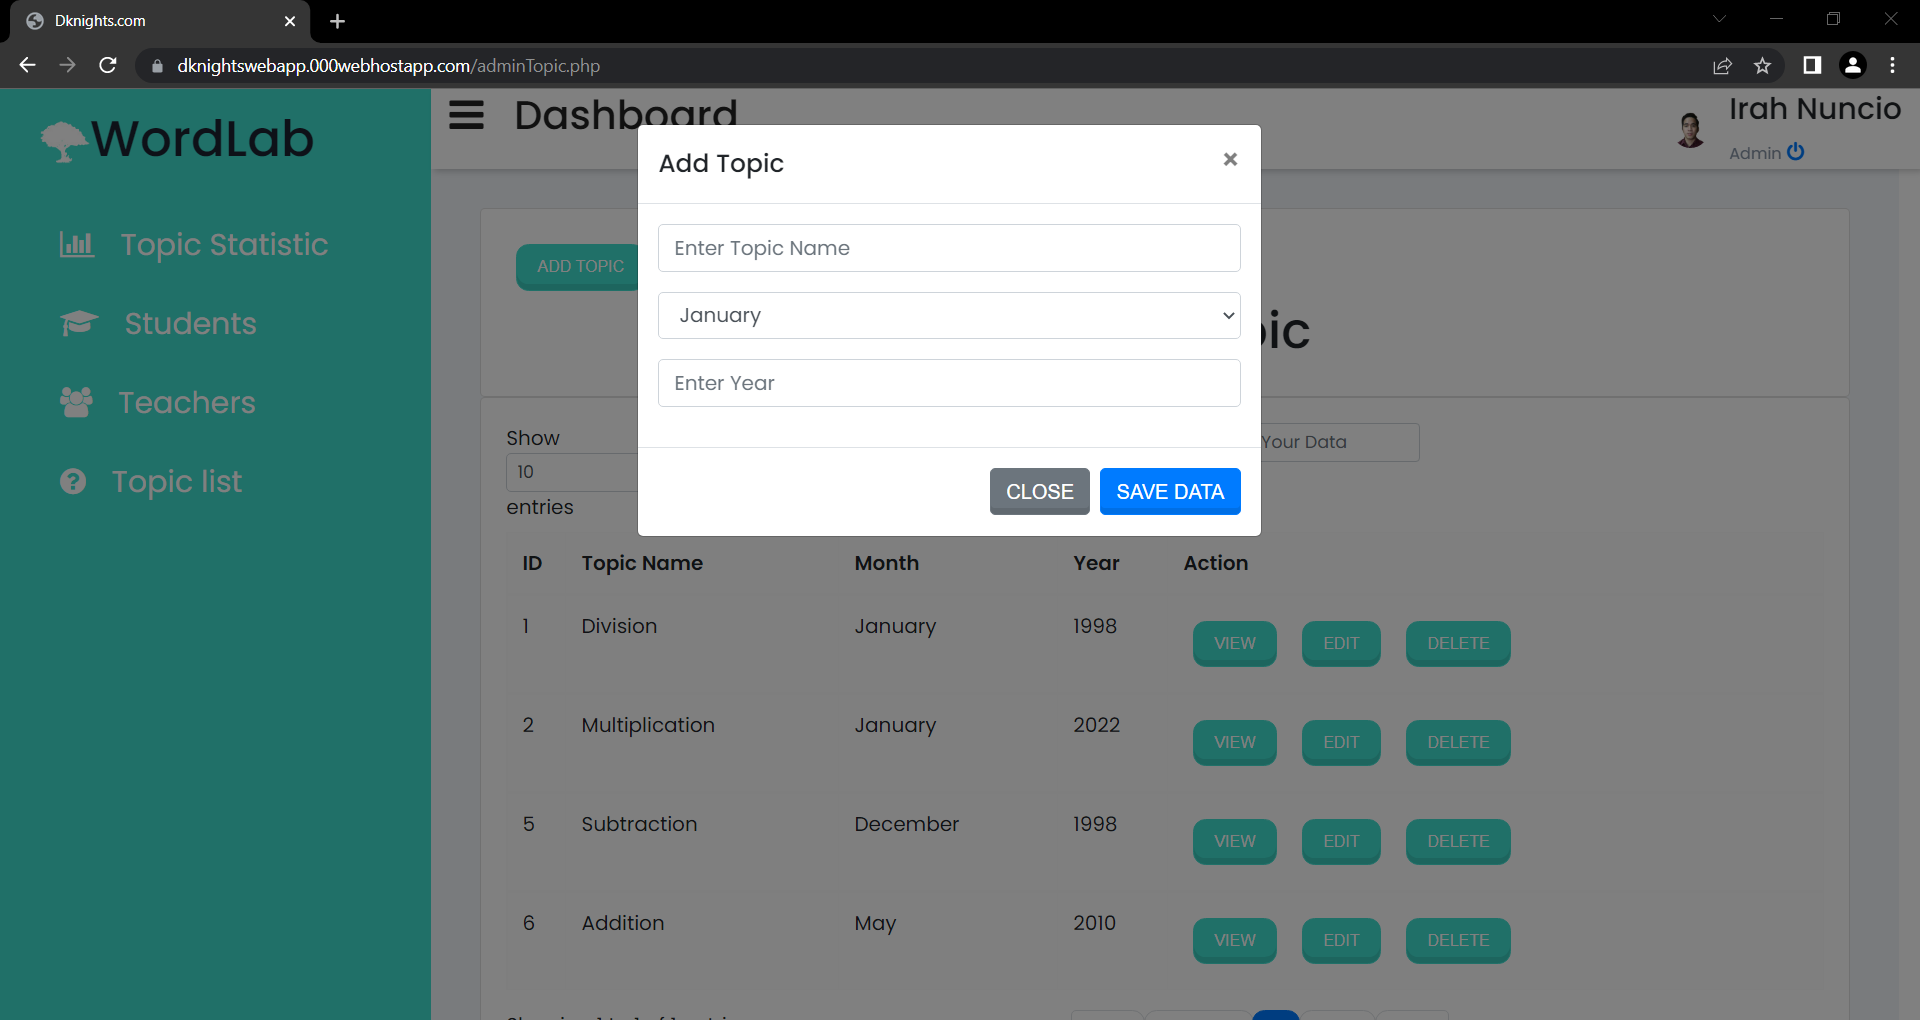 Dknights.com
dknightswebapp.000webhostapp.com/adminTopic.php
WordLab
Dashboard
Irah Nuncio
Admin
Topic Statistic
Students
Teachers
Topic list
ADD TOPIC
Add Topic
Enter Topic Name
January
Enter Year
CLOSE
SAVE DATA
Show
10
entries
Your Data
ID Topic Name Month Year Action
1 Division January 1998 VIEW EDIT DELETE
2 Multiplication January 2022 VIEW EDIT DELETE
5 Subtraction December 1998 VIEW EDIT DELETE
6 Addition May 2010 VIEW EDIT DELETE